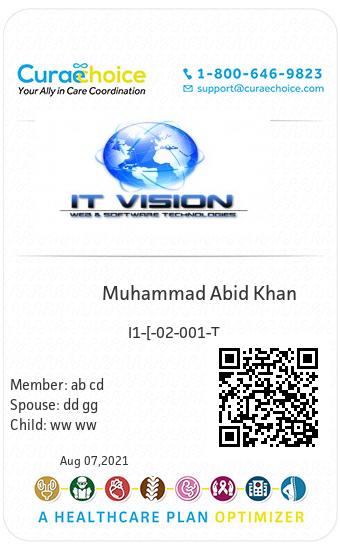 Curaechoice
Your Ally in Care Coordination
1-800-646-9823
support@curaechoice.com
IT VISION
WEB & SOFTWARE TECHNOLOGIES
Muhammad Abid Khan
I1-[-02-001-T
Member: ab cd
Spouse: dd gg
Child: ww ww
Aug 07,2021
A HEALTHCARE PLAN OPTIMIZER